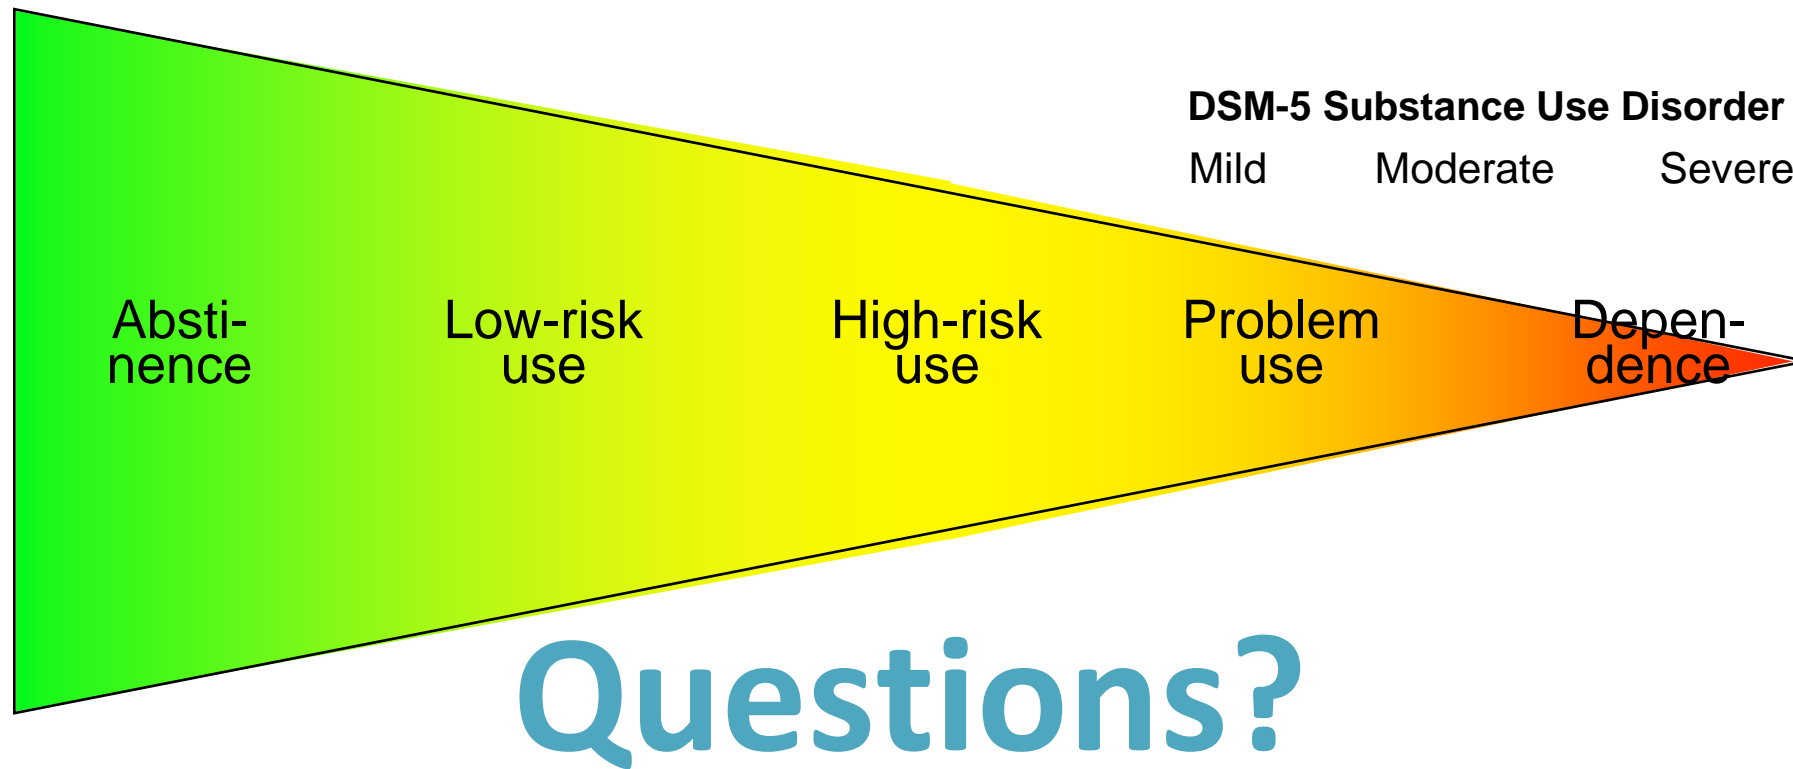 DSM-5 Substance Use Disorder
Mild Moderate Severe
Absti-
nence
Low-risk
use
High-risk
use
Problem
use
Depen-
dence
Questions?